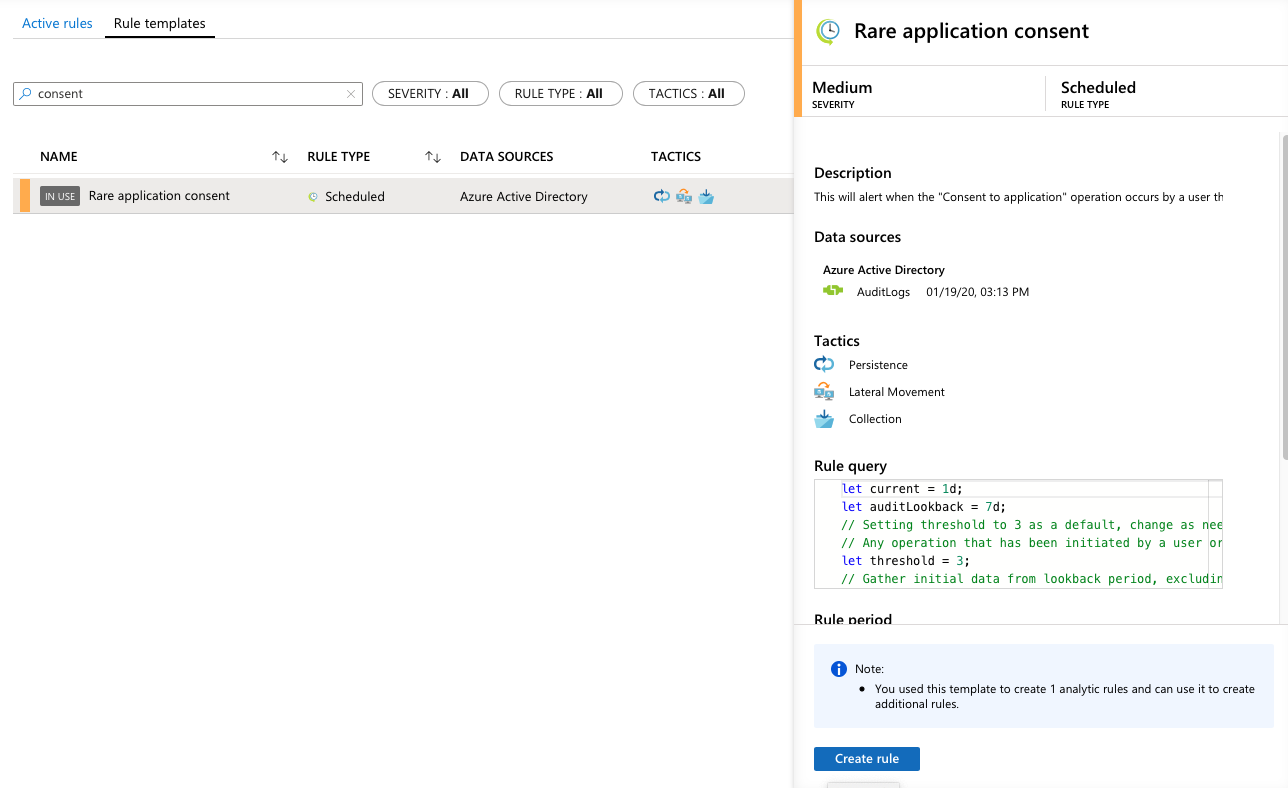 Active rules
Rule templates
consent
SEVERITY : All
RULE TYPE : All
TACTICS : All
NAME
RULE TYPE
DATA SOURCES
TACTICS
IN USE
Rare application consent
Scheduled
Azure Active Directory
Rare application consent
Medium
SEVERITY
Scheduled
RULE TYPE
Description
This will alert when the "Consent to application" operation occurs by a user th
Data sources
Azure Active Directory
AuditLogs 01/19/20, 03:13 PM
Tactics
Persistence
Lateral Movement
Collection
Rule query
let current = 1d;
let auditLookback = 7d;
// Setting threshold to 3 as a default, change as nee
// Any operation that has been initiated by a user or
let threshold = 3;
// Gather initial data from lookback period, excludin
Rule period
Note:
• You used this template to create 1 analytic rules and can use it to create
additional rules.
Create rule